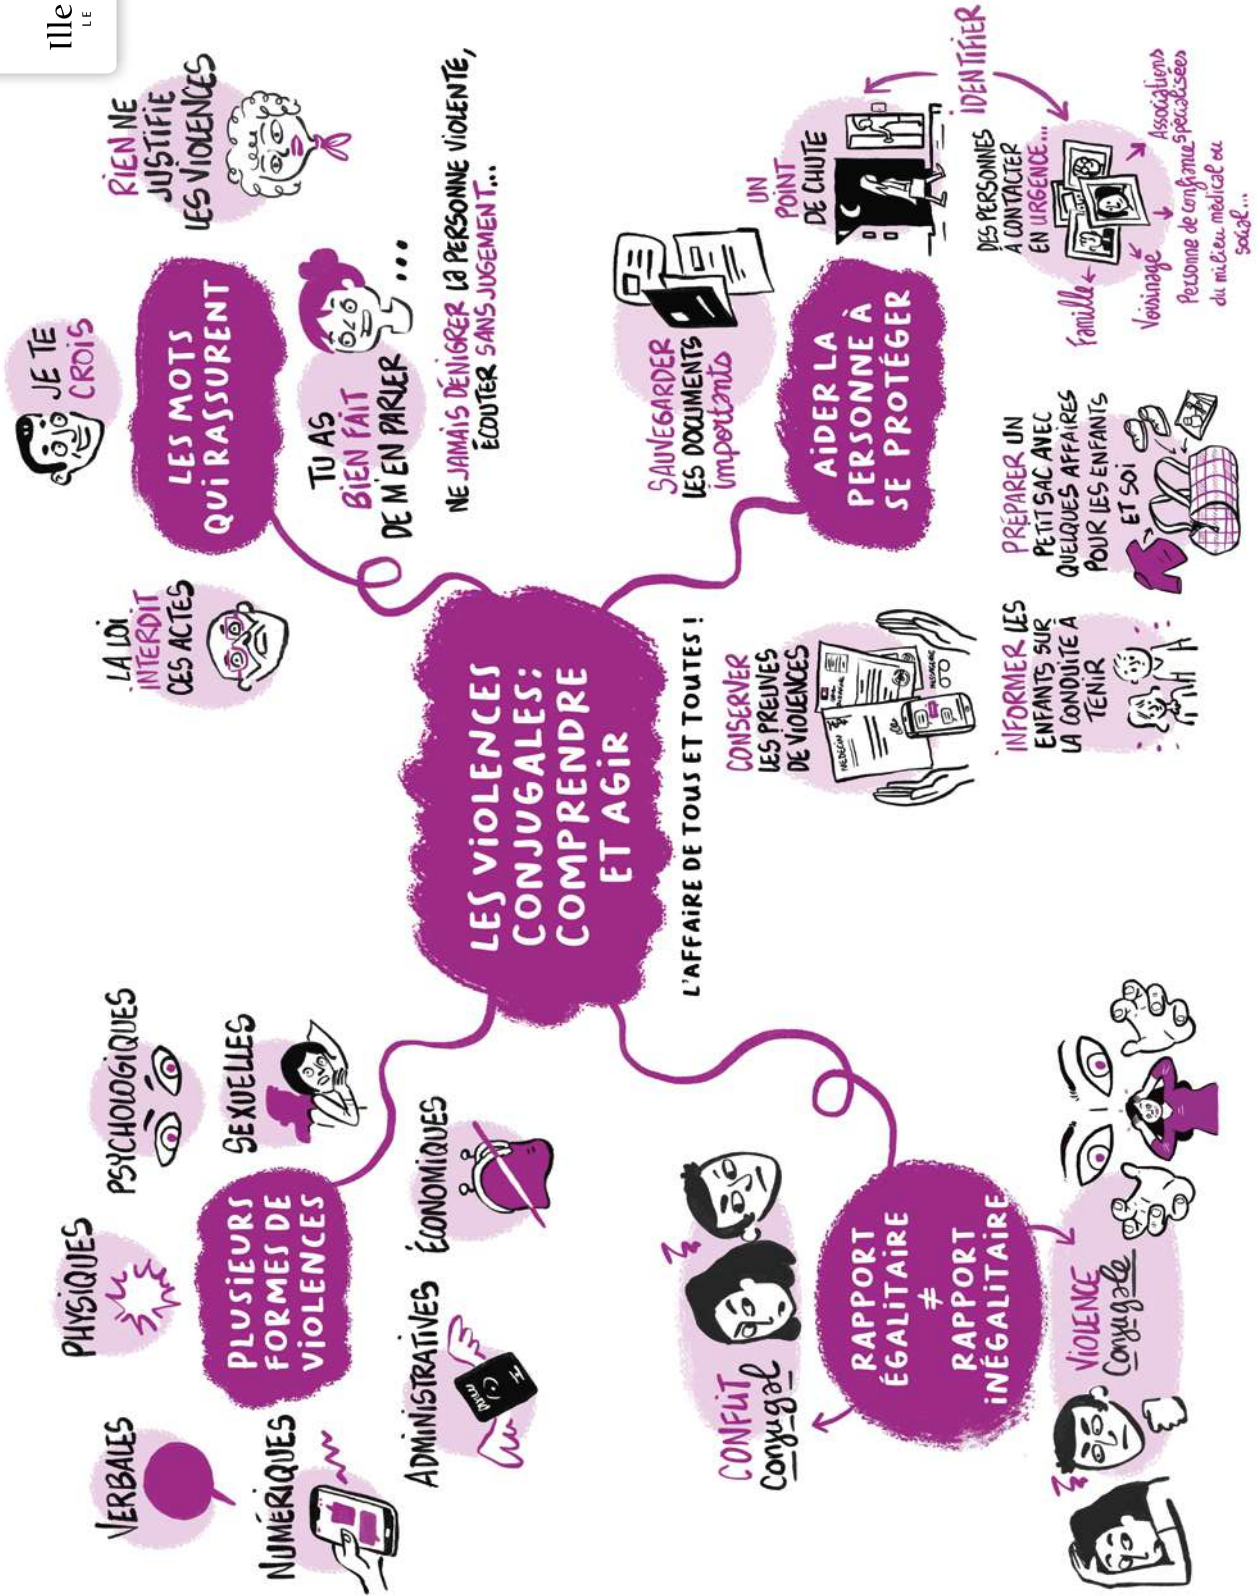 Ille
LE
LES VIOLENCES
CONJUGALES:
COMPRENDRE
ET AGIR
L'AFFAIRE DE TOUS ET TOUTES !
PLUSIEURS
FORMES DE
VIOLENCES
VERBALES
PHYSIQUES
PSYCHOLOGIQUES
SEXUELLES
NUMÉRIQUES
ADMINISTRATIVES
ÉCONOMIQUES
LES MOTS
QUI RASSURENT
LA LOI
INTERDIT
CES ACTES
JE TE
CROIS
RIEN NE
JUSTIFIE
LES VIOLENCES
TU AS
BIEN FAIT
DE M'EN PARLER
...
NE JAMAIS DÉNIGRER LA PERSONNE VIOLENTE,
ÉCOUTER SANS JUGEMENT...
RAPPORT
ÉGALITAIRE
≠
RAPPORT
INÉGALITAIRE
CONFLIT
Conjugal
VIOLENCE
Conjugale
AIDER LA
PERSONNE À
SE PROTÉGER
SAUVEGARDER
LES DOCUMENTS
importants
UN
POINT
DE CHUTE
IDENTIFIER
DES PERSONNES
À CONTACTER
EN URGENCE...
Famille
Voisinage
Personne de confiance
du milieu médical ou
social...
Associations
spécialisées
CONSERVER
LES PREUVES
DE VIOLENCES
MÉDECIN
INFORMER LES
ENFANTS SUR
LA CONDUITE À
TENIR
PRÉPARER UN
PETIT SAC AVEC
QUELQUES AFFAIRES
POUR LES ENFANTS
ET SOI